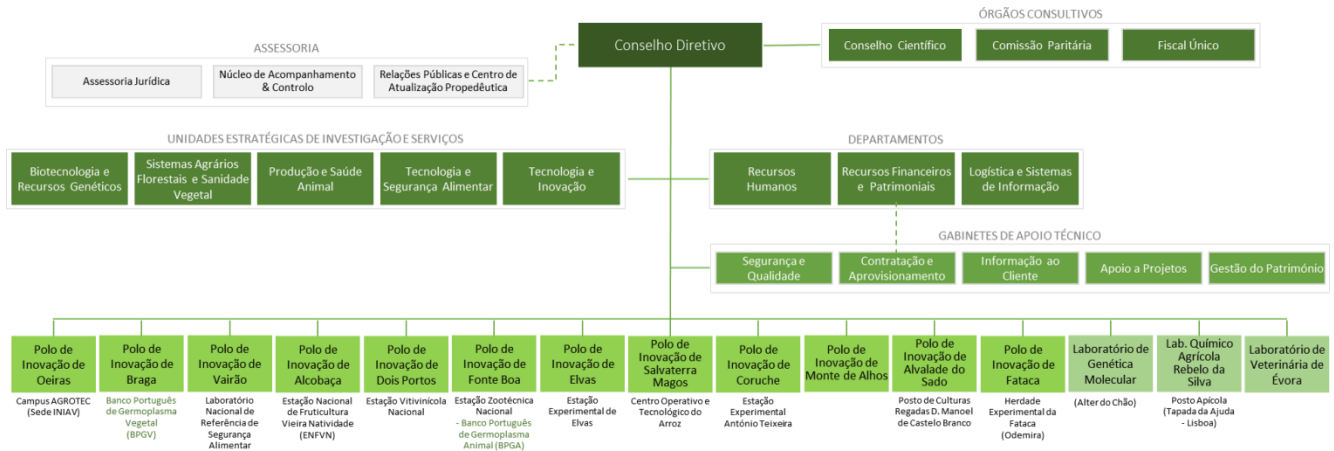 ÓRGÃOS CONSULTIVOS
Conselho Diretivo
Conselho Científico
Comissão Paritária
Fiscal Único
ASSESSORIA
Assessoria Jurídica
Núcleo de Acompanhamento
& Controlo
Relações Públicas e Centro de
Atualização Propedêutica
UNIDADES ESTRATÉGICAS DE INVESTIGAÇÃO E SERVIÇOS
Biotecnologia e
Recursos Genéticos
Sistemas Agrários
Florestais e Sanidade
Vegetal
Produção e Saúde
Animal
Tecnologia e
Segurança Alimentar
Tecnologia e
Inovação
DEPARTAMENTOS
Recursos
Humanos
Recursos Financeiros
e Patrimoniais
Logística e Sistemas
de Informação
GABINETES DE APOIO TÉCNICO
Segurança e
Qualidade
Contratação e
Aprovisionamento
Informação ao
Cliente
Apoio a Projetos
Gestão do Património
Polo de
Inovação de
Oeiras
Campus AGROTEC
(Sede INIAV)
Polo de
Inovação de
Braga
Banco Português
de Germoplasma
Vegetal
(BPGV)
Polo de
Inovação de
Vairão
Laboratório
Nacional de
Referência de
Segurança
Alimentar
Polo de
Inovação de
Alcobaça
Estação Nacional
de Fruticultura
Vieira Natividade
(ENFVN)
Polo de
Inovação de
Dois Portos
Estação Vitivinícola
Nacional
Polo de
Inovação de
Fonte Boa
Estação Zootécnica
Nacional
- Banco Português
de Germoplasma
Animal (BPGA)
Polo de
Inovação de
Elvas
Estação
Experimental de
Elvas
Polo de
Inovação de
Salvaterra
Magos
Centro Operativo e
Tecnológico do
Arroz
Polo de
Inovação de
Coruche
Estação
Experimental
António Teixeira
Polo de
Inovação de
Monte de Alhos
Polo de
Inovação de
Alvalade do
Sado
Posto de Culturas
Regadas D. Manoel
de Castelo Branco
Polo de
Inovação de
Fataca
Herdade
Experimental da
Fataca
(Odemira)
Laboratório de
Genética
Molecular
(Alter do Chão)
Lab. Químico
Agrícola
Rebelo da
Silva
Posto Apícola
(Tapada da Ajuda
- Lisboa)
Laboratório de
Veterinária de
Évora